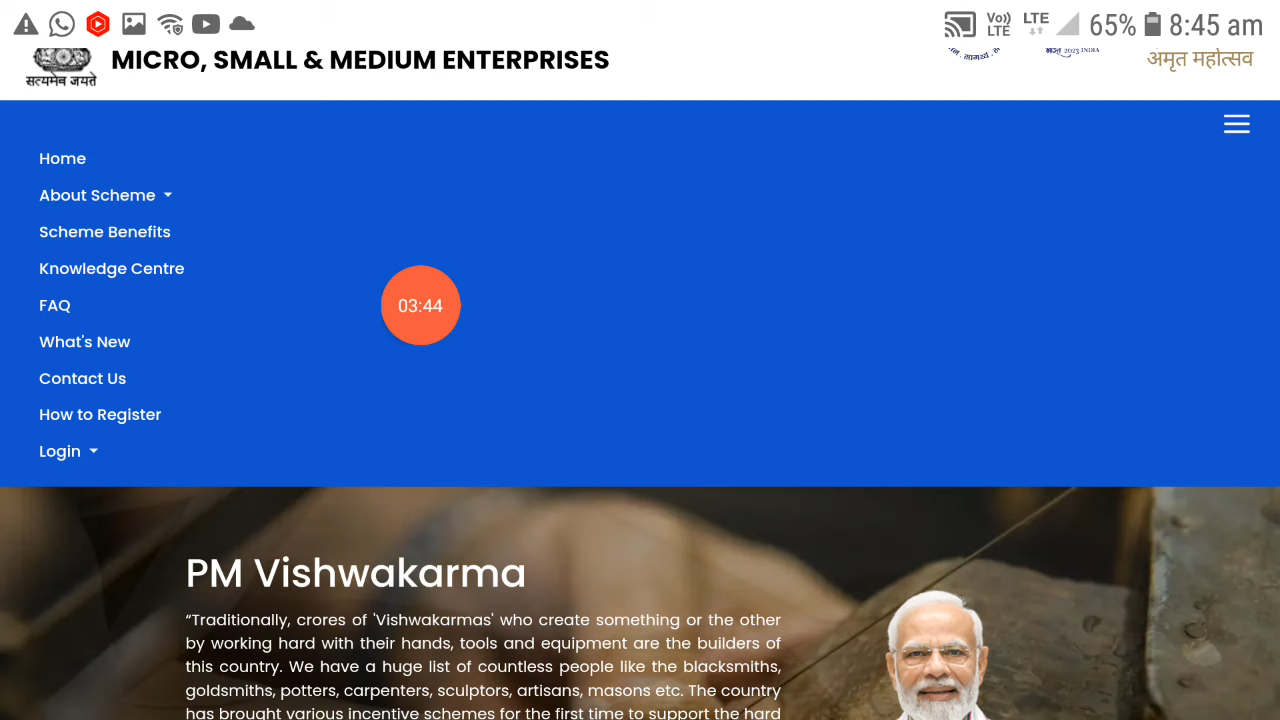 Vo))
LTE
LTE
65%
8:45 am
सत्यमेव जयते
MICRO, SMALL & MEDIUM ENTERPRISES
2023 INDIA
अमृत महोत्सव
Home
About Scheme
Scheme Benefits
Knowledge Centre
FAQ
03:44
What's New
Contact Us
How to Register
Login
PM Vishwakarma
“Traditionally, crores of 'Vishwakarmas' who create something or the other
by working hard with their hands, tools and equipment are the builders of
this country. We have a huge list of countless people like the blacksmiths,
goldsmiths, potters, carpenters, sculptors, artisans, masons etc. The country
has brought various incentive schemes for the first time to support the hard